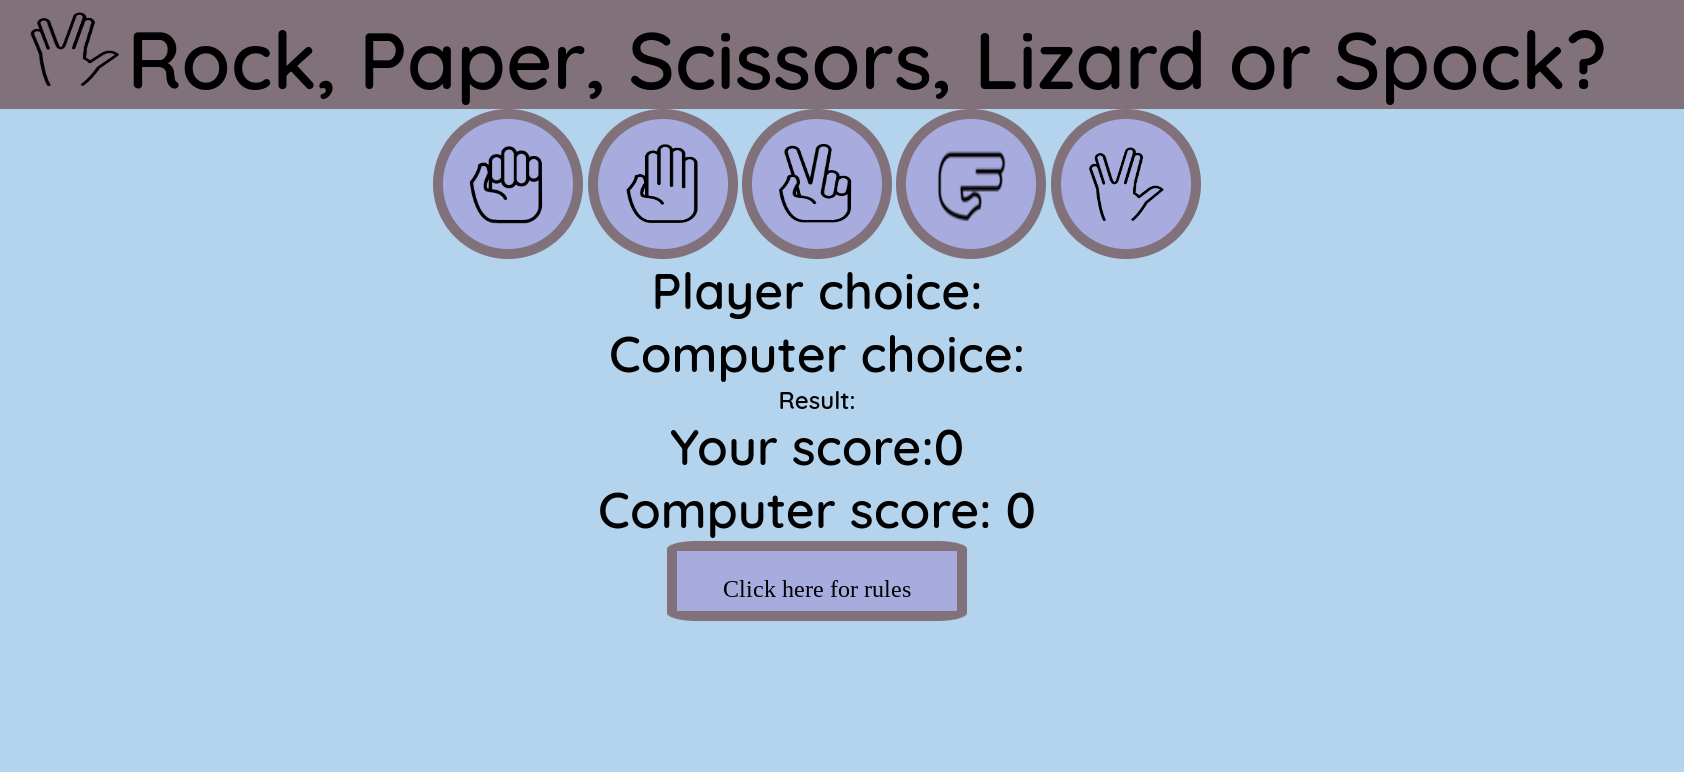 Rock, Paper, Scissors, Lizard or Spock?
Player choice:
Computer choice:
Result:
Your score:0
Computer score: 0
Click here for rules